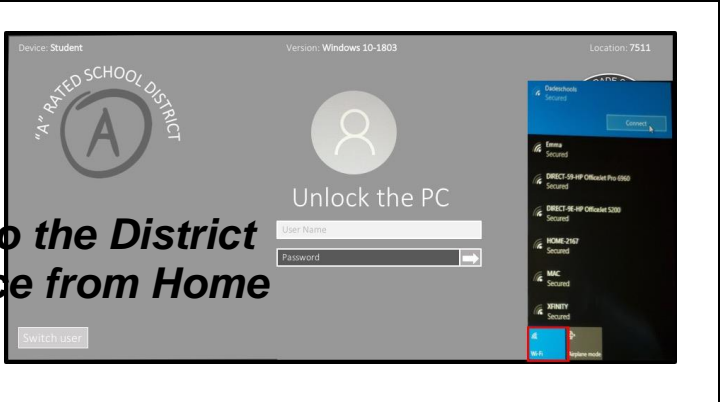 Device: Student
Version: Windows 10-1803
Location: 7511
"A" RATED SCHOOL DISTRICT
A
Unlock the PC
User Name
Password
Switch user
o the District
ce from Home
Dadeschools
Secured
Connect
Emma
Secured
DIRECT-59-HP OfficeJet Pro 6960
Secured
DIRECT-9E-HP OfficeJet 5200
Secured
HOME-2167
Secured
MAC
Secured
XFINITY
Secured
Wi-Fi
Airplane mode